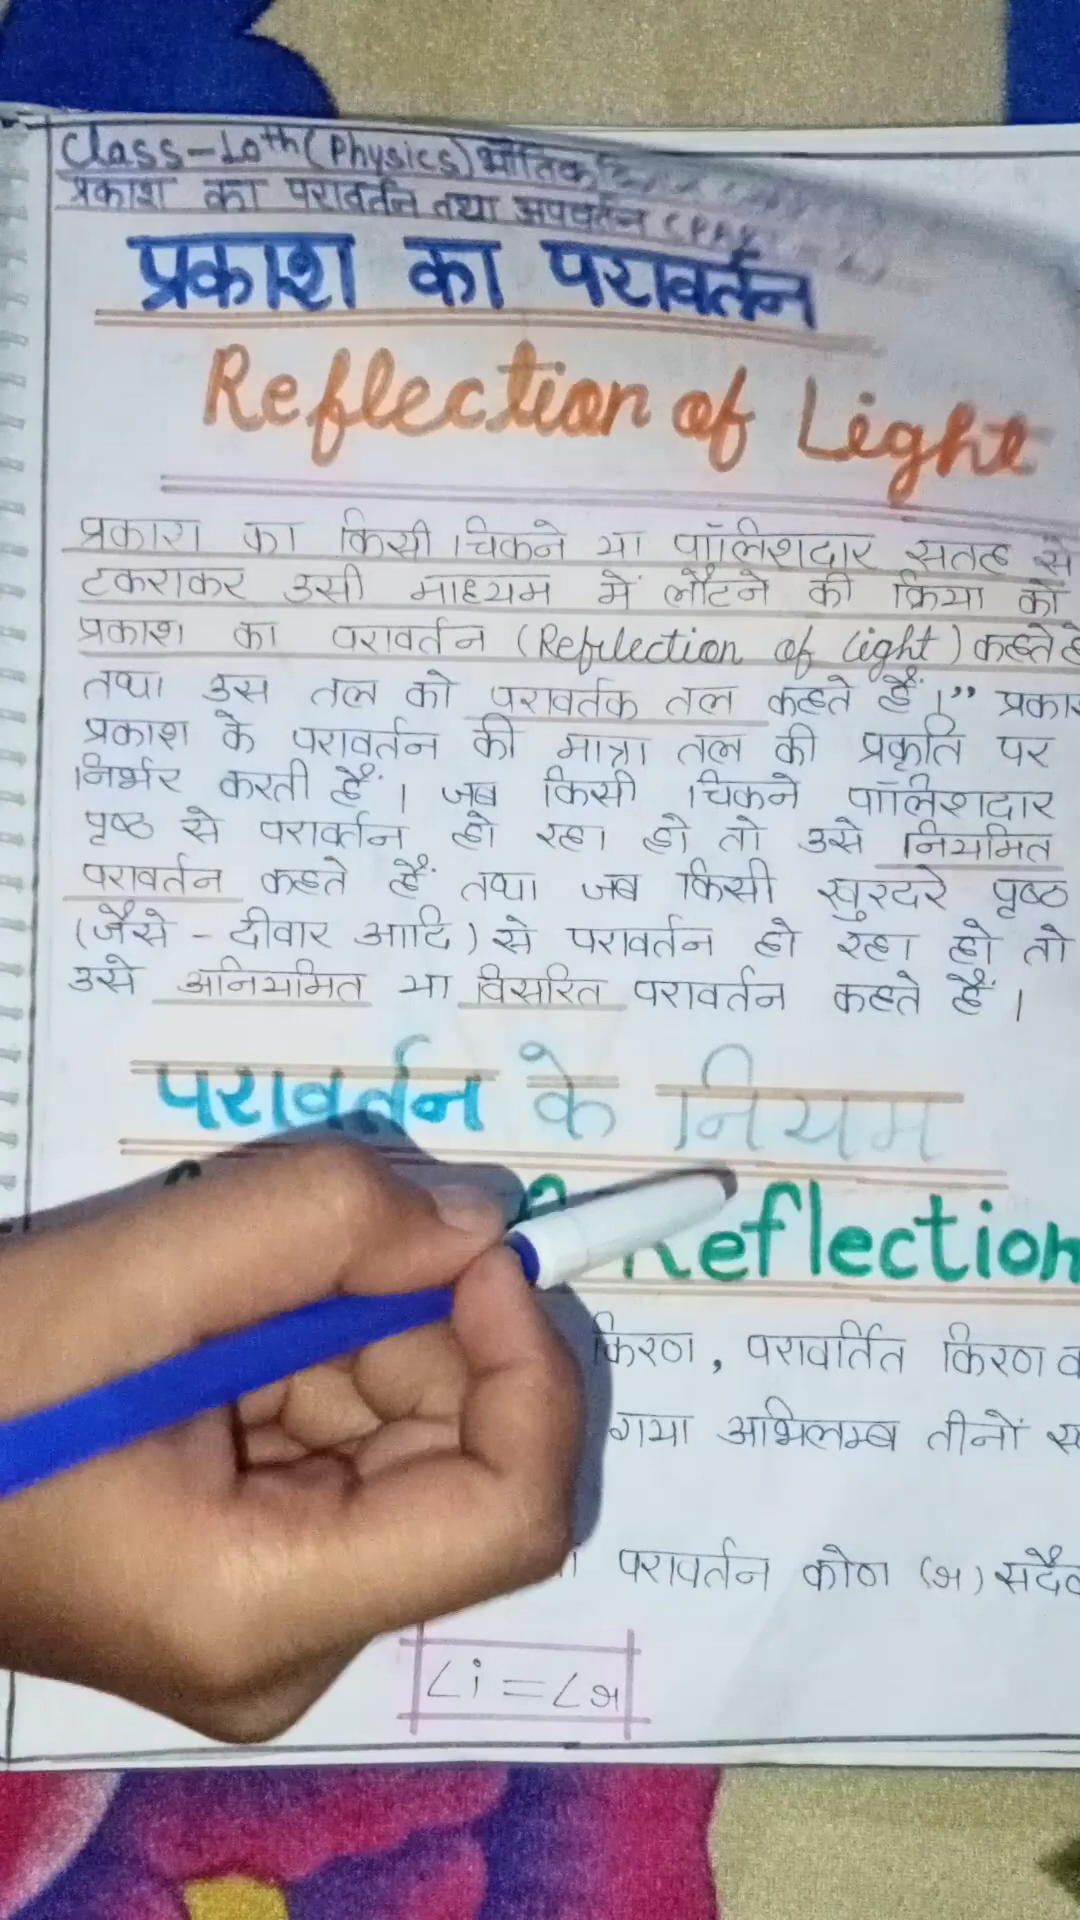 Class-10th (Physics) भौतिक
प्रकाश का परावर्तन तथा अपवर्तन
प्रकाश का परावर्तन
Reflection of Light
प्रकाश का किसी चिकने या पॉलिशदार सतह से
टकराकर उसी माध्यम में लौटने की क्रिया को
प्रकाश का परावर्तन (Refulection of light) कहते है
तथा उस तल को परावर्तक तल कहते हैं।” प्रका
प्रकाश के परावर्तन की मात्रा तल की प्रकृति पर
निर्भर करती हैं। जब किसी चिकने पॉलिशदार
पृष्ठ से परावर्तन हो रहा हो तो उसे नियमित
परावर्तन कहते हैं तथा जब किसी खुरदरे पृष्ठ
(जैसे - दीवार आदि) से परावर्तन हो रहा हो तो
उसे अनियमित या विसरित परावर्तन कहते हैं।
परावर्तन के नियम
Reflection
किरण, परावर्तित किरण
गया अभिलम्ब तीनों
परावर्तन कोण (r) सदैव
∠i = ∠r